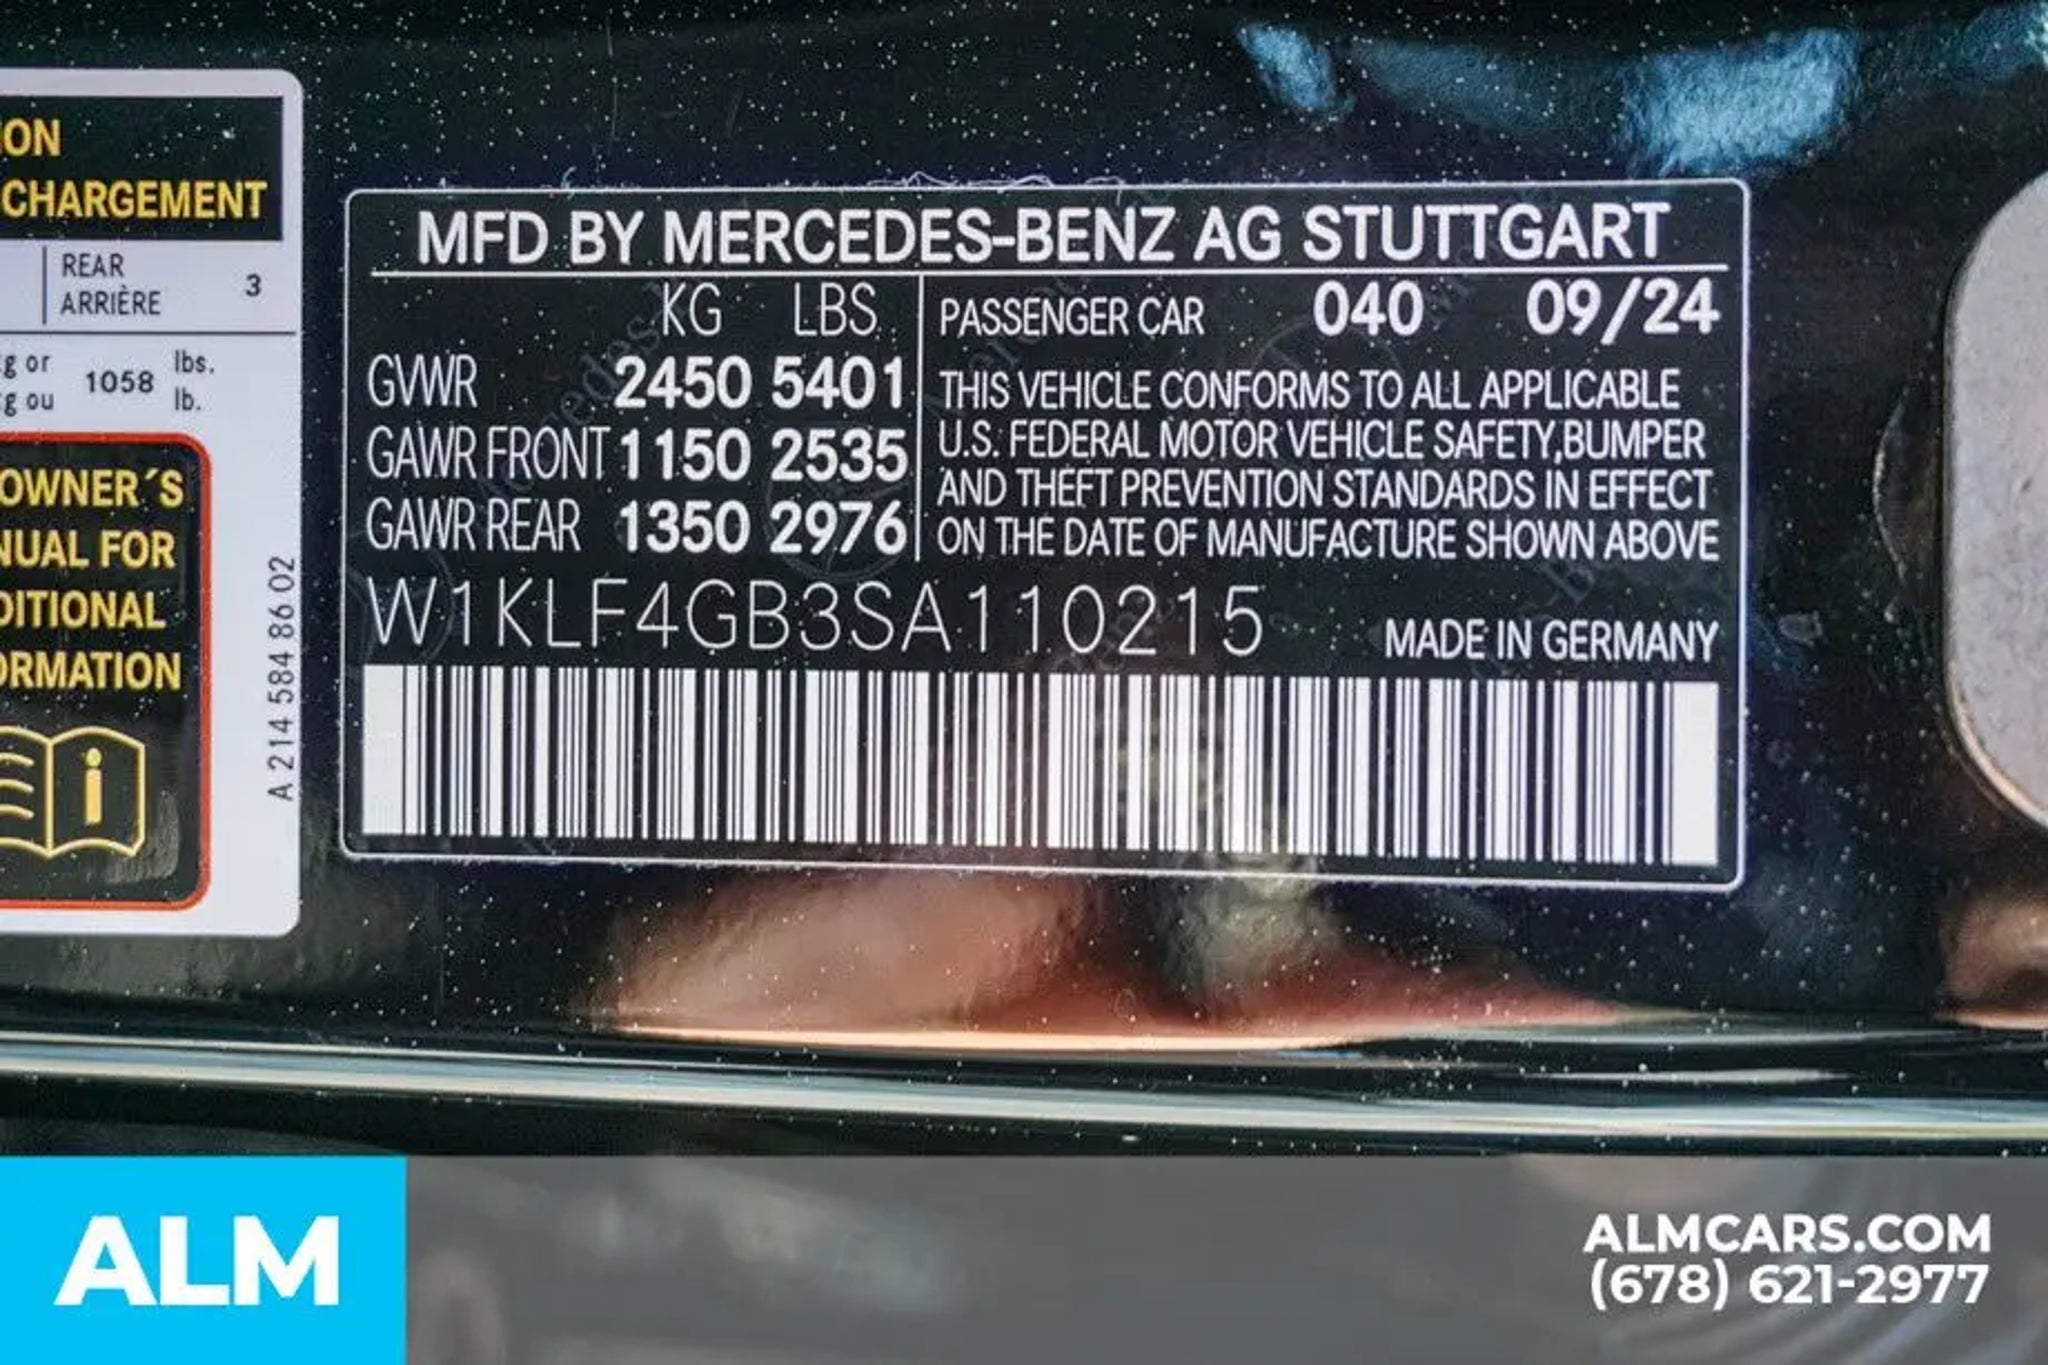 ION
CHARGEMENT
REAR
ARRIÈRE 3
g or
g ou
1058
lbs.
lb.
OWNER´S
NUAL FOR
DITIONAL
ORMATION
A 214 584 86 02
MFD BY MERCEDES-BENZ AG STUTTGART
KG LBS
GVWR 2450 5401
GAWR FRONT 1150 2535
GAWR REAR 1350 2976
PASSENGER CAR 040 09/24
THIS VEHICLE CONFORMS TO ALL APPLICABLE
U.S. FEDERAL MOTOR VEHICLE SAFETY,BUMPER
AND THEFT PREVENTION STANDARDS IN EFFECT
ON THE DATE OF MANUFACTURE SHOWN ABOVE
W1KLF4GB3SA110215
MADE IN GERMANY
ALM
ALMCARS.COM
(678) 621-2977